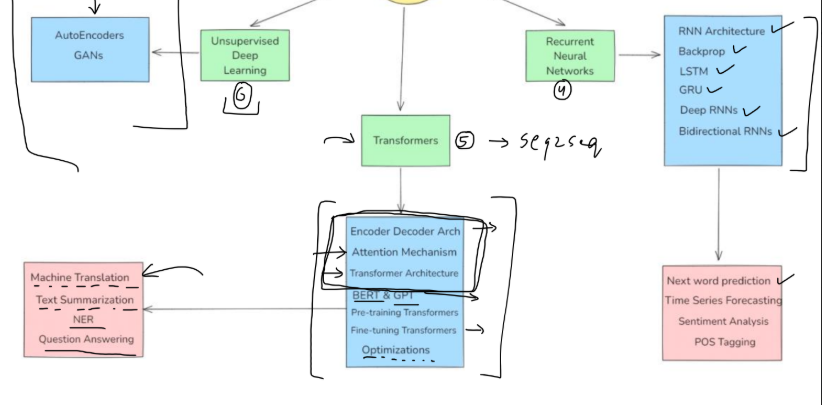 AutoEncoders
GANs
Unsupervised
Deep
Learning
6
Recurrent
Neural
Networks
4
RNN Architecture
Backprop
LSTM
GRU
Deep RNNs
Bidirectional RNNs
Transformers
5 → seq2seq
Encoder Decoder Arch
Attention Mechanism
Transformer Architecture
BERT & GPT
Pre-training Transformers
Fine-tuning Transformers
Optimizations
Machine Translation
Text Summarization
NER
Question Answering
Next word prediction
Time Series Forecasting
Sentiment Analysis
POS Tagging